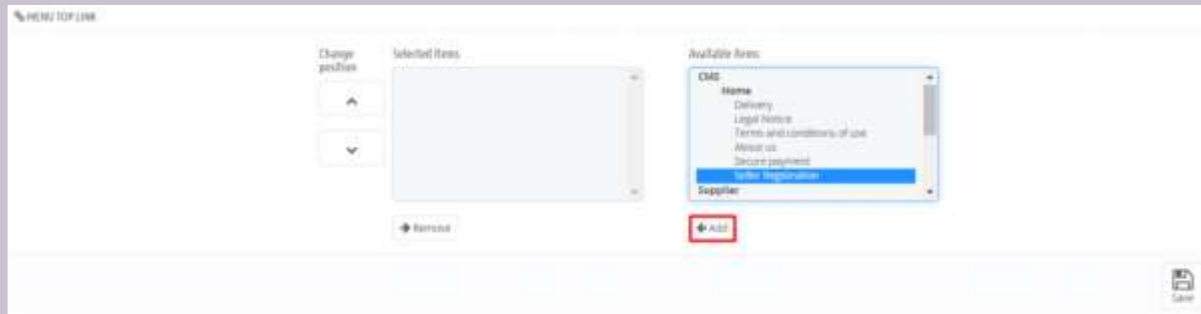 MENU TOP LINK
Change position
Selected items
Available items
CMS
Home
Delivery
Legal Notice
Terms and conditions of use
About us
Secure payment
Seller Registration
Supplier
Remove
Add
Save